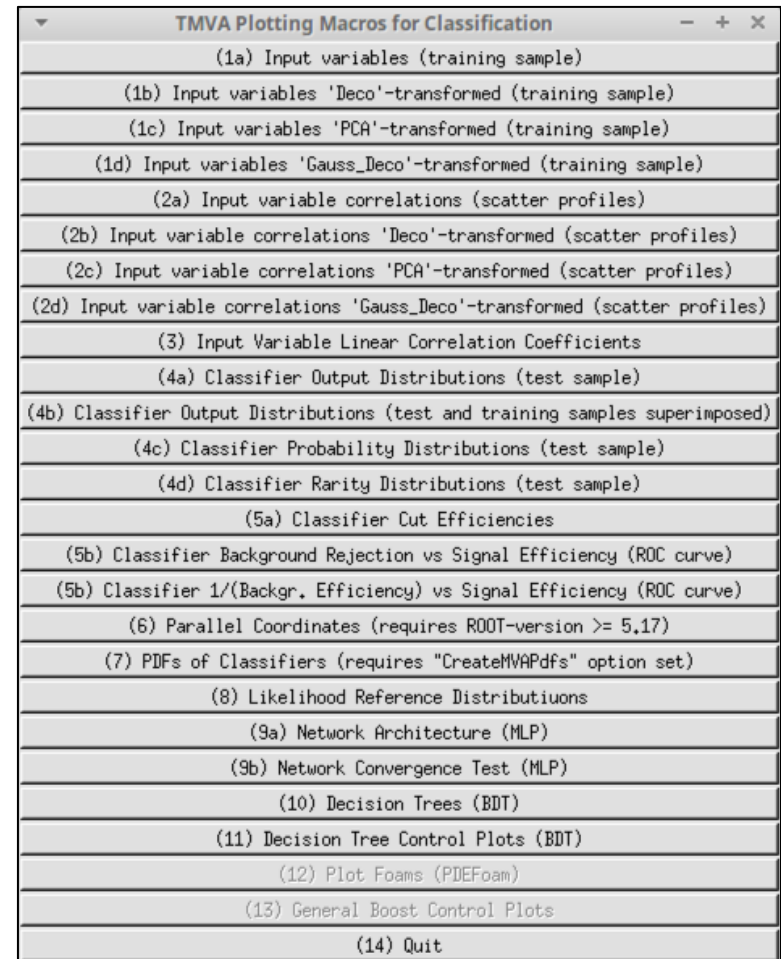 TMVA Plotting Macros for Classification
(1a) Input variables (training sample)
(1b) Input variables 'Deco'-transformed (training sample)
(1c) Input variables 'PCA'-transformed (training sample)
(1d) Input variables 'Gauss_Deco'-transformed (training sample)
(2a) Input variable correlations (scatter profiles)
(2b) Input variable correlations 'Deco'-transformed (scatter profiles)
(2c) Input variable correlations 'PCA'-transformed (scatter profiles)
(2d) Input variable correlations 'Gauss_Deco'-transformed (scatter profiles)
(3) Input Variable Linear Correlation Coefficients
(4a) Classifier Output Distributions (test sample)
(4b) Classifier Output Distributions (test and training samples superimposed)
(4c) Classifier Probability Distributions (test sample)
(4d) Classifier Rarity Distributions (test sample)
(5a) Classifier Cut Efficiencies
(5b) Classifier Background Rejection vs Signal Efficiency (ROC curve)
(5b) Classifier 1/(Backgr. Efficiency) vs Signal Efficiency (ROC curve)
(6) Parallel Coordinates (requires ROOT-version >= 5.17)
(7) PDFs of Classifiers (requires "CreateMVAPdfs" option set)
(8) Likelihood Reference Distributiuons
(9a) Network Architecture (MLP)
(9b) Network Convergence Test (MLP)
(10) Decision Trees (BDT)
(11) Decision Tree Control Plots (BDT)
(12) Plot Foams (PDEFoam)
(13) General Boost Control Plots
(14) Quit